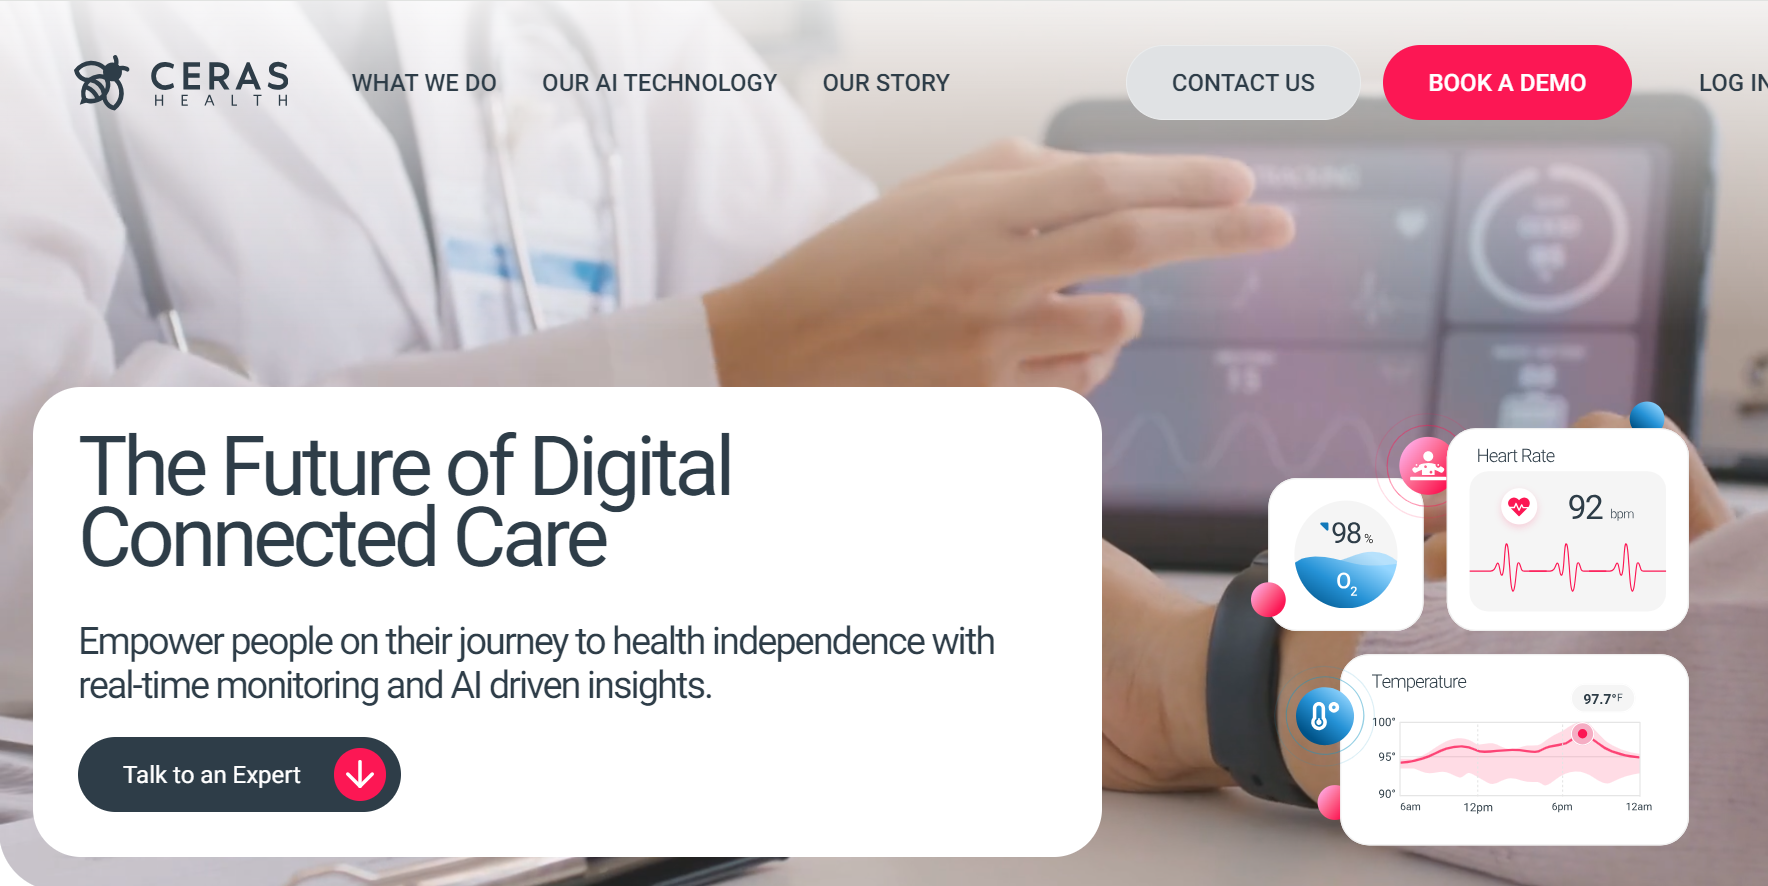 CERAS
HEALTH
WHAT WE DO
OUR AI TECHNOLOGY
OUR STORY
CONTACT US
BOOK A DEMO
LOG IN
The Future of Digital
Connected Care
Empower people on their journey to health independence with
real-time monitoring and AI driven insights.
Talk to an Expert
98 %
O2
Heart Rate
92 bpm
Temperature
97.7°F
100°
95°
90°
6am 12pm 6pm 12am